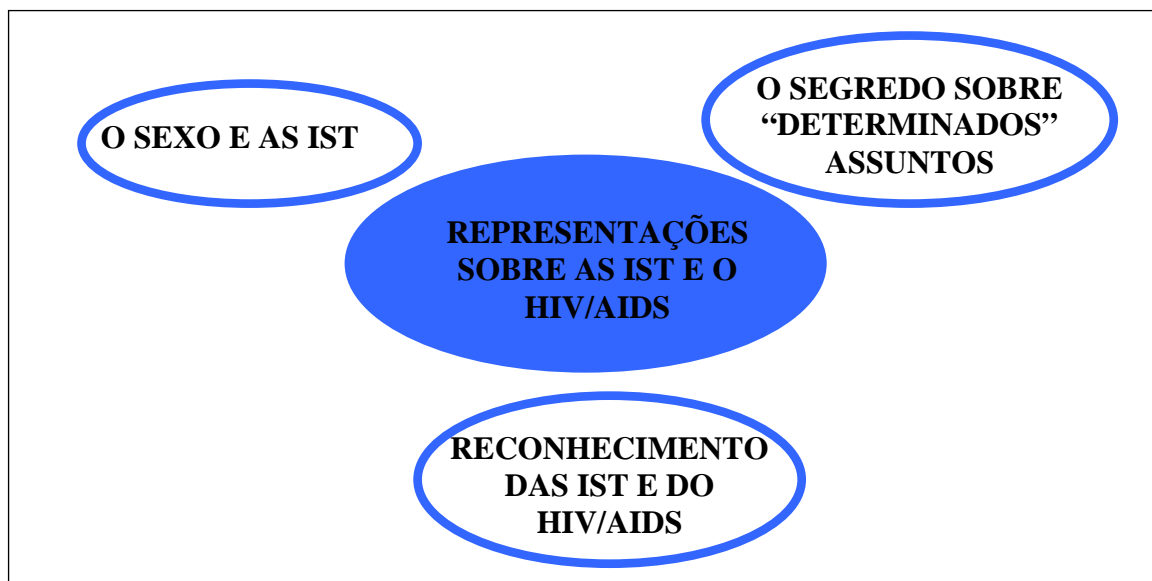 O SEXO E AS IST
O SEGREDO SOBRE
“DETERMINADOS”
ASSUNTOS
REPRESENTAÇÕES
SOBRE AS IST E O
HIV/AIDS
RECONHECIMENTO
DAS IST E DO
HIV/AIDS